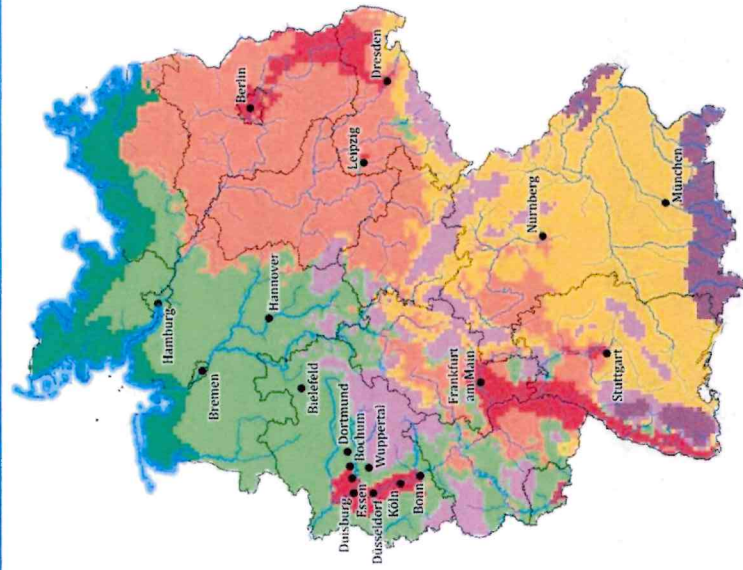 Berlin
Dresden
Leipzig
Hamburg
Hannover
Bremen
Bielefeld
Dortmund
Bochum
Wuppertal
Duisburg
Essen
Düsseldorf
Köln
Bonn
Frankfurt
am Main
Nürnberg
München
Stuttgart